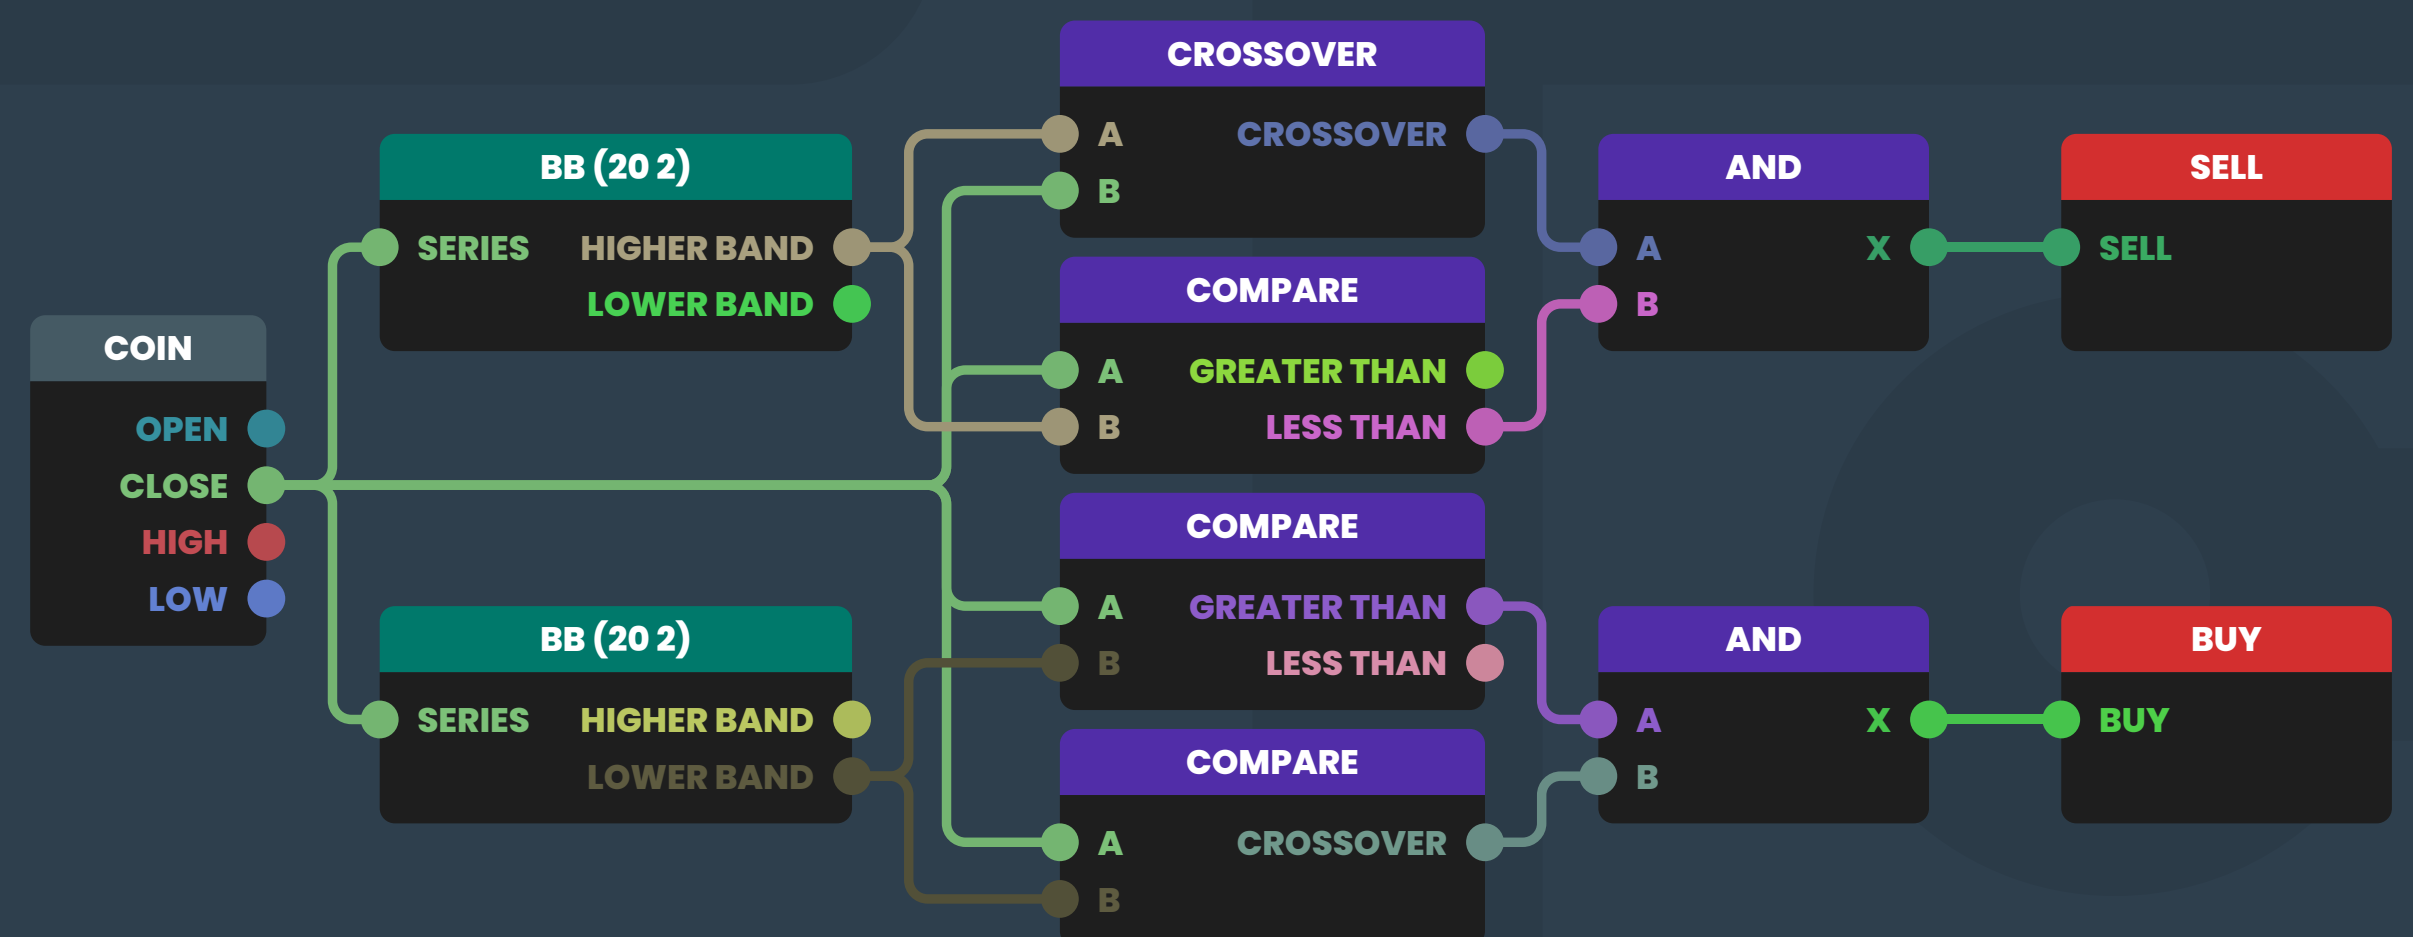 COIN
OPEN
CLOSE
HIGH
LOW
BB (20 2)
SERIES HIGHER BAND
LOWER BAND
BB (20 2)
SERIES HIGHER BAND
LOWER BAND
CROSSOVER
A CROSSOVER
B
COMPARE
A GREATER THAN
B LESS THAN
COMPARE
A GREATER THAN
B LESS THAN
COMPARE
A CROSSOVER
B
AND
A X
B
SELL
SELL
AND
A X
B
BUY
BUY